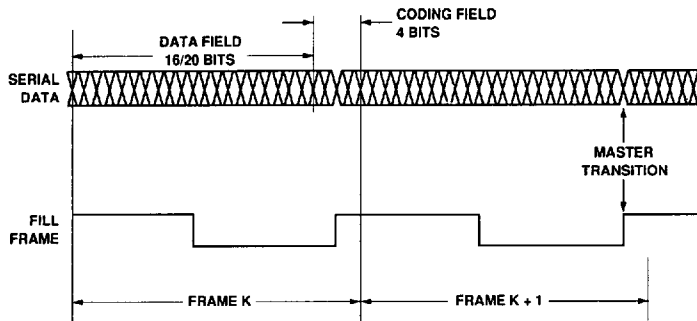 CODING FIELD
4 BITS
DATA FIELD
16/20 BITS
SERIAL
DATA
MASTER
TRANSITION
FILL
FRAME
FRAME K
FRAME K + 1